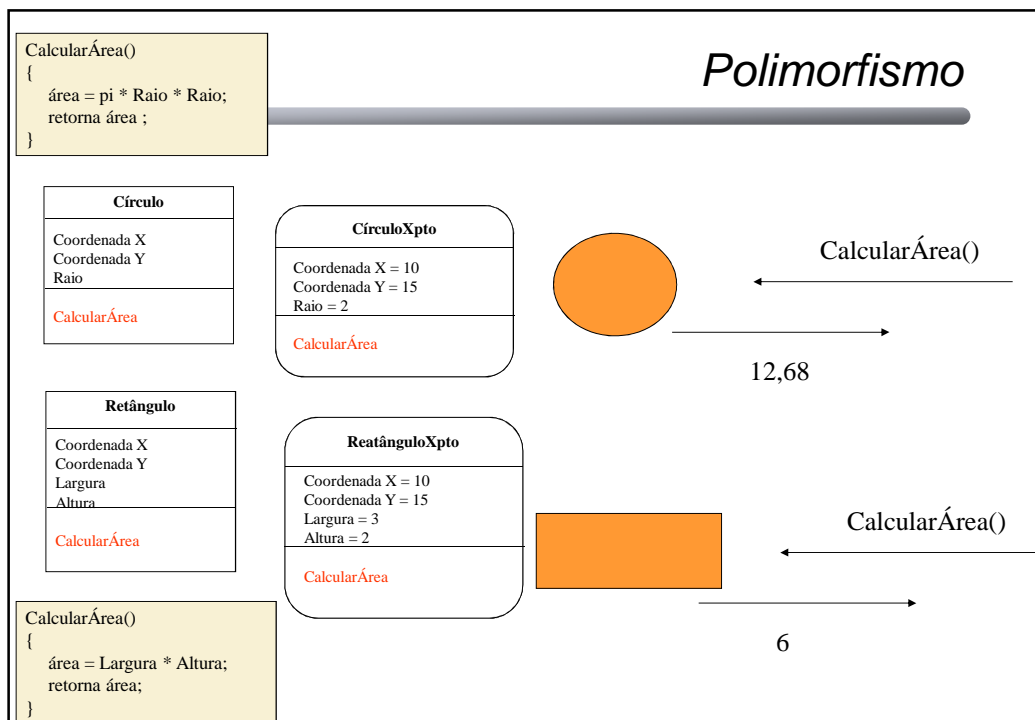 CalcularÁrea()
{
área = pi * Raio * Raio;
retorna área ;
}
Polimorfismo
Círculo
Coordenada X
Coordenada Y
Raio
CalcularÁrea
CírculoXpto
Coordenada X = 10
Coordenada Y = 15
Raio = 2
CalcularÁrea
CalcularÁrea()
12,68
Retângulo
Coordenada X
Coordenada Y
Largura
Altura
CalcularÁrea
ReatânguloXpto
Coordenada X = 10
Coordenada Y = 15
Largura = 3
Altura = 2
CalcularÁrea
CalcularÁrea()
6
CalcularÁrea()
{
área = Largura * Altura;
retorna área;
}